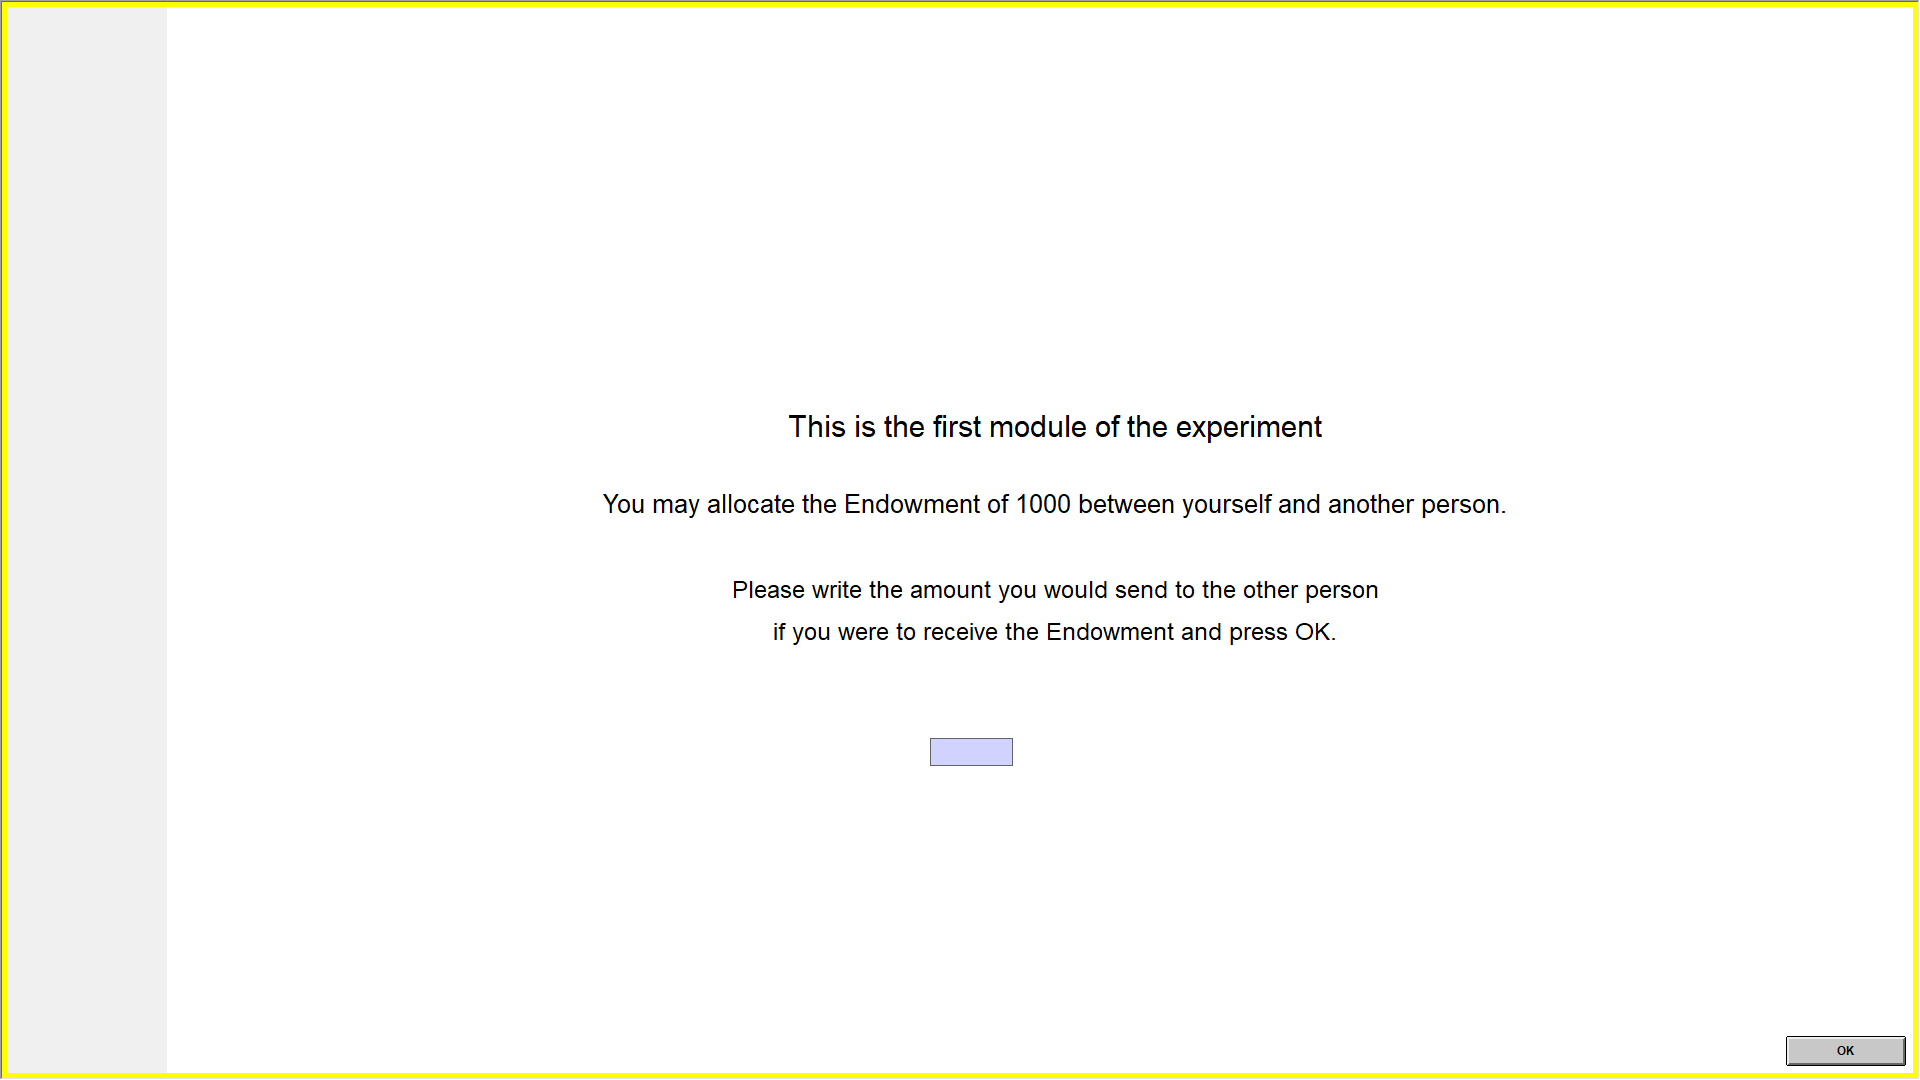 This is the first module of the experiment
You may allocate the Endowment of 1000 between yourself and another person.
Please write the amount you would send to the other person
if you were to receive the Endowment and press OK.
OK